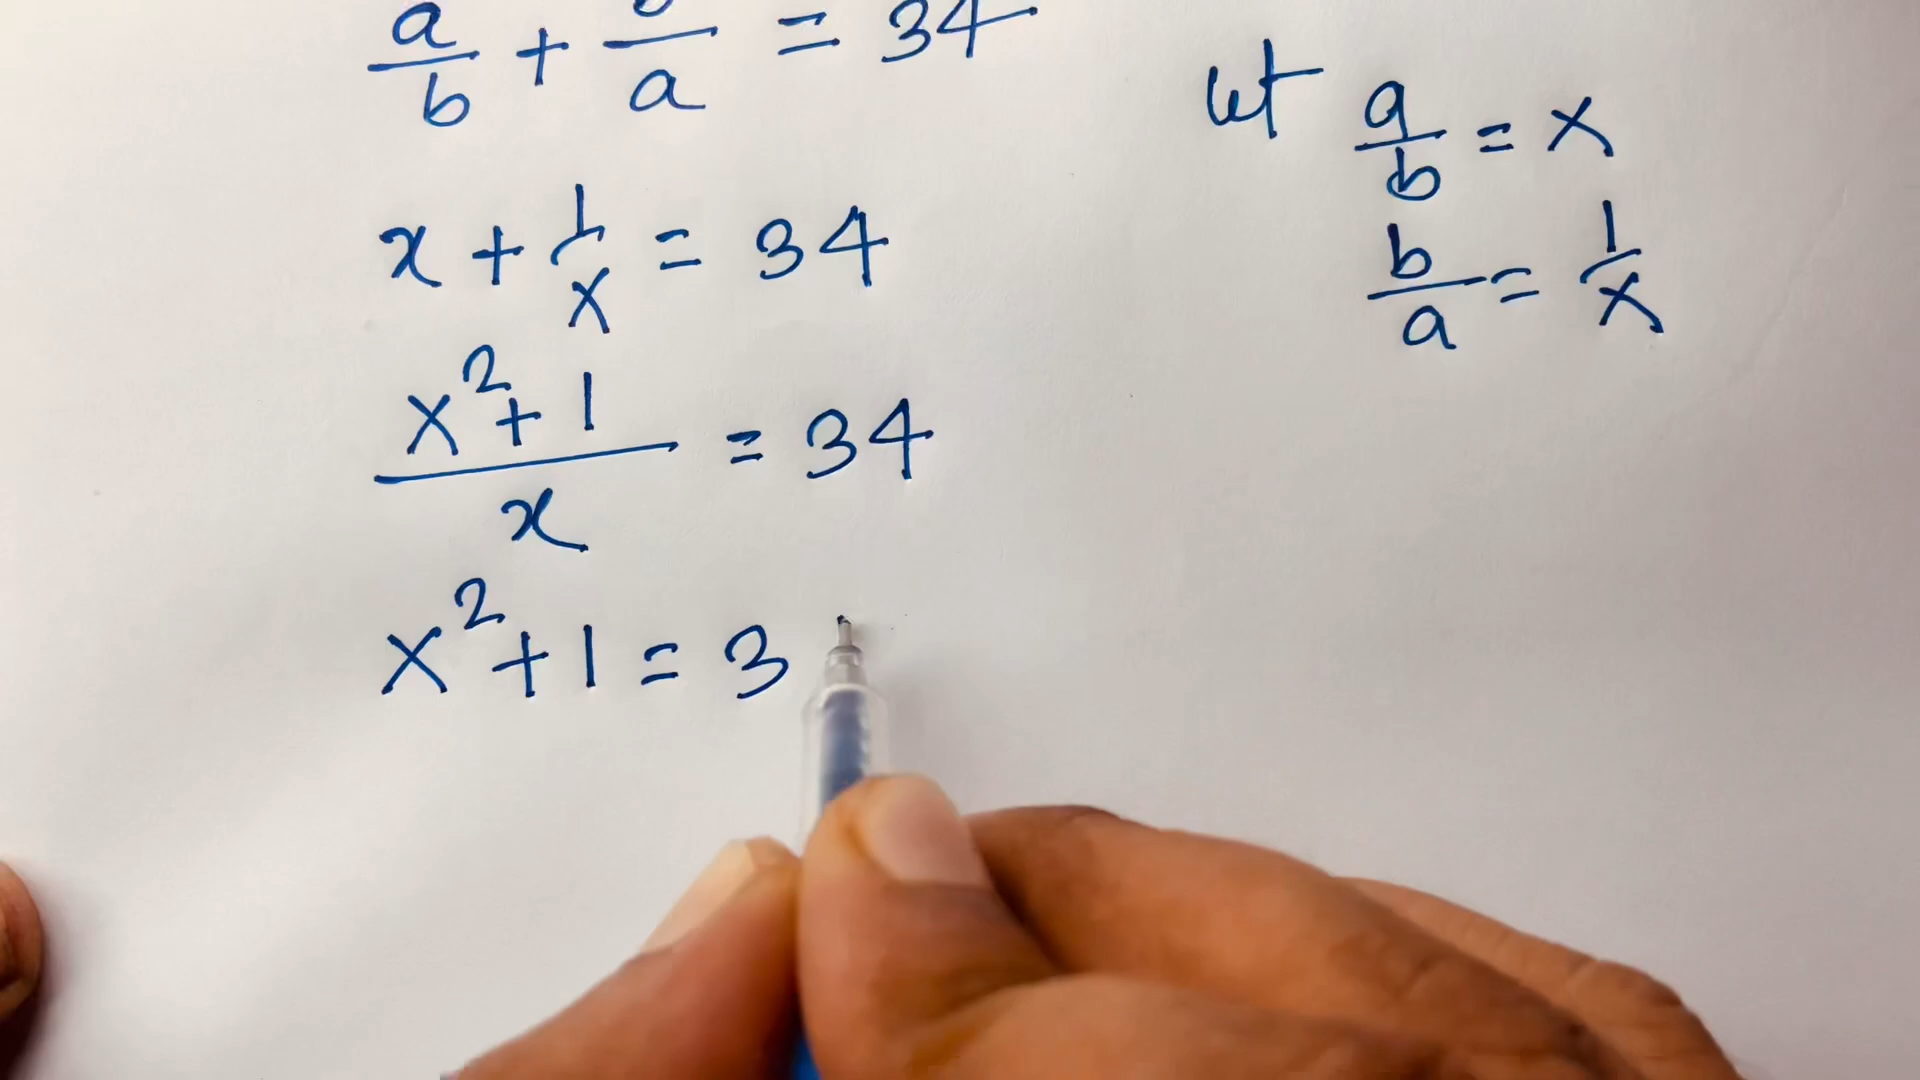 a/b + b/a = 34
let a/b = x
x + 1/x = 34
b/a = 1/x
x²+1/x = 34
x²+1 = 3